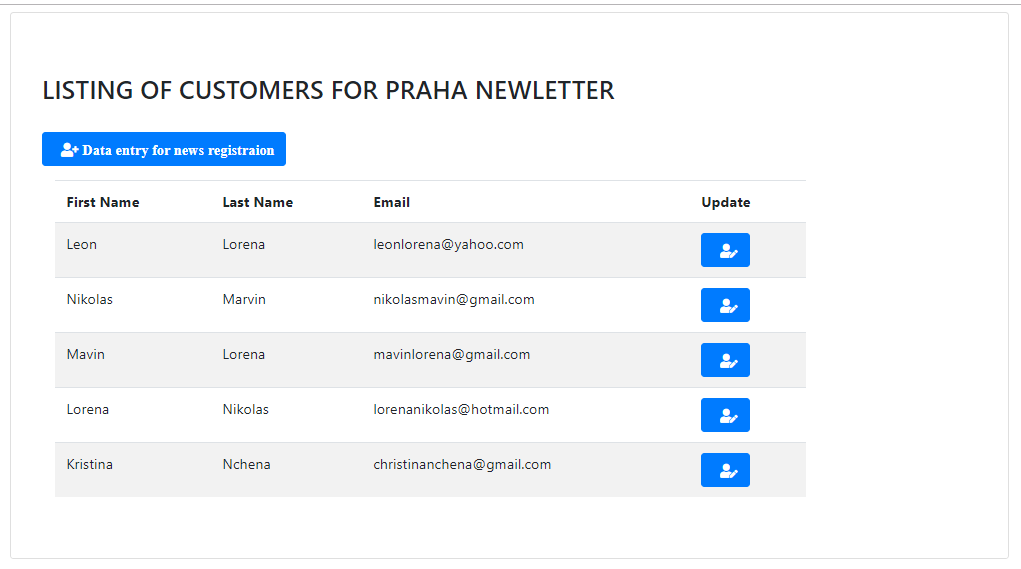 LISTING OF CUSTOMERS FOR PRAHA NEWLETTER
Data entry for news registraion
First Name Last Name Email Update
Leon Lorena leonlorena@yahoo.com
Nikolas Marvin nikolasmavin@gmail.com
Mavin Lorena mavinlorena@gmail.com
Lorena Nikolas lorenanikolas@hotmail.com
Kristina Nchena christinanchena@gmail.com